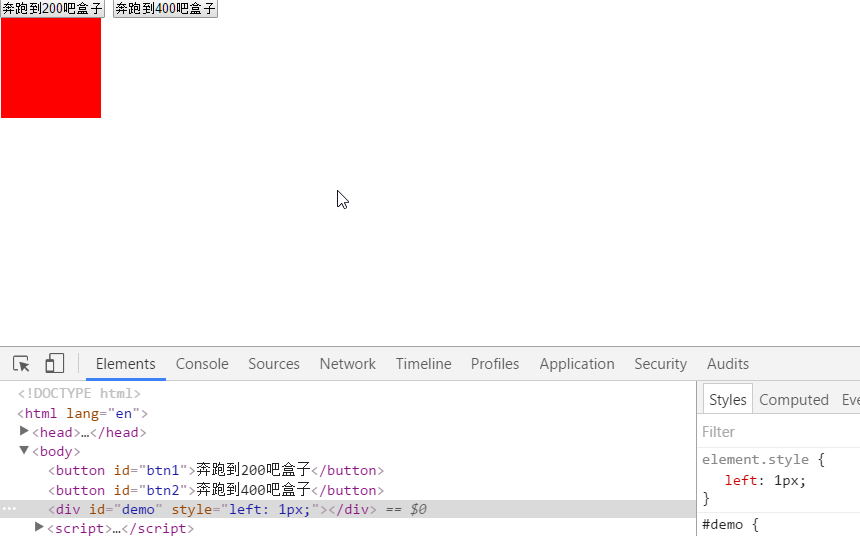 奔跑到200吧盒子 奔跑到400吧盒子
Elements Console Sources Network Timeline Profiles Application Security Audits
<!DOCTYPE html>
<html lang="en">
<head>…</head>
<body>
<button id="btn1">奔跑到200吧盒子</button>
<button id="btn2">奔跑到400吧盒子</button>
<div id="demo" style="left: 1px;"></div> == $0
<script>…</script>
Styles Computed Eve
Filter
element.style {
left: 1px;
}
#demo {